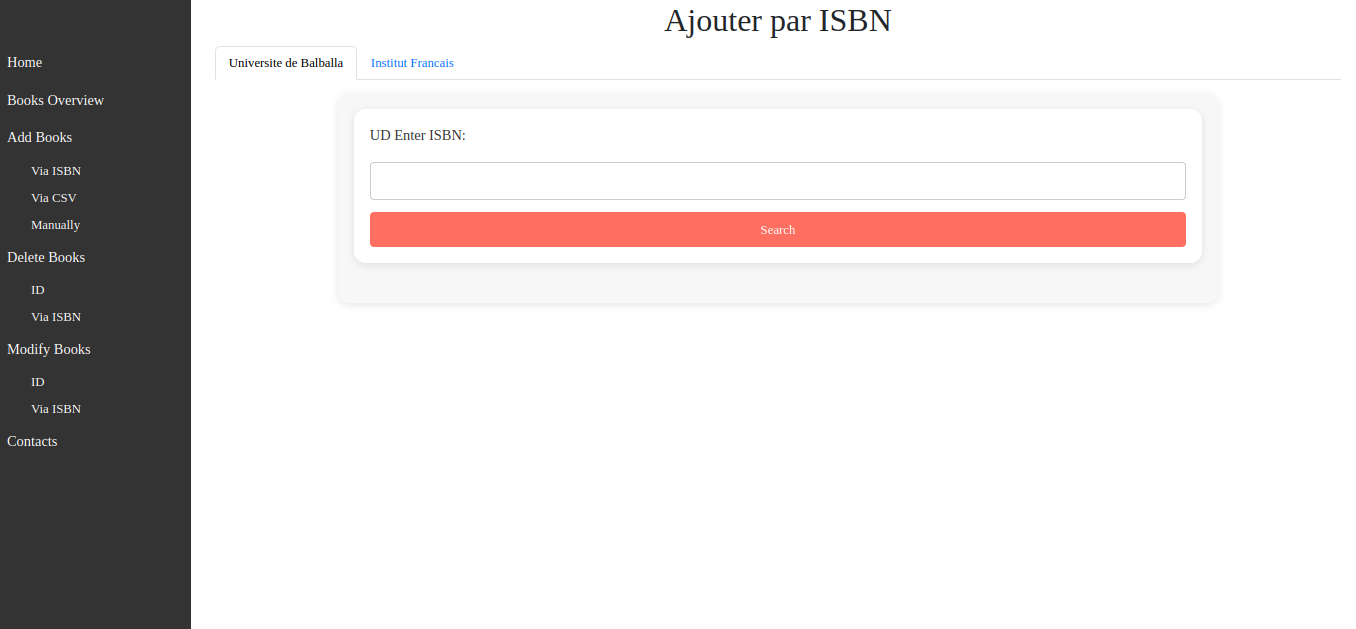 Ajouter par ISBN
Home
Books Overview
Add Books
Via ISBN
Via CSV
Manually
Delete Books
ID
Via ISBN
Modify Books
ID
Via ISBN
Contacts
Universite de Balballa
Institut Francais
UD Enter ISBN:
Search